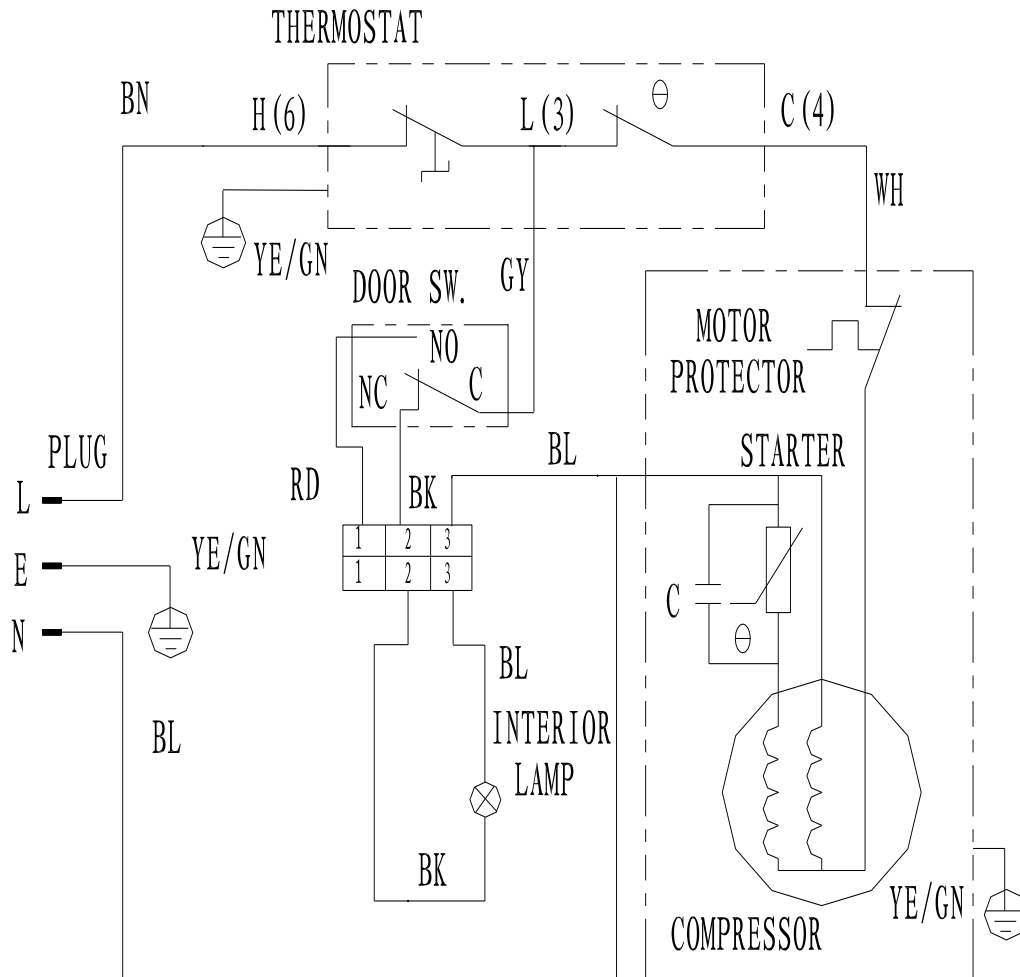 THERMOSTAT
BN
H(6)
L(3)
θ
C(4)
WH
YE/GN
GY
DOOR SW.
NO
NC
C
MOTOR
PROTECTOR
PLUG
L
BL
STARTER
RD
BK
1 2 3
1 2 3
YE/GN
E
N
C
θ
BL
BL
INTERIOR
LAMP
BK
YE/GN
COMPRESSOR